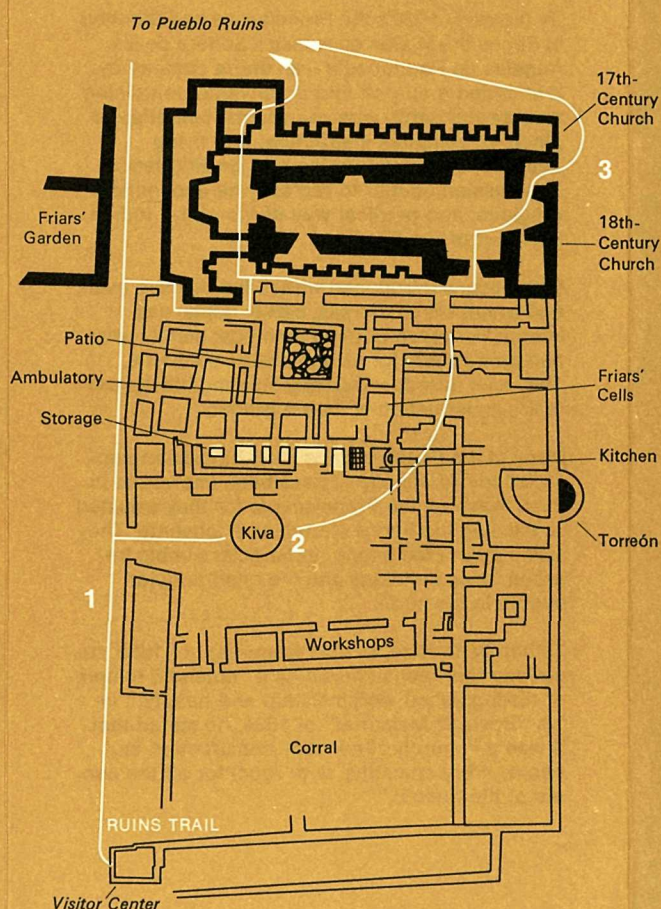 To Pueblo Ruins
17th-
Century
Church
3
Friars'
Garden
18th-
Century
Church
Patio
Ambulatory
Friars'
Cells
Storage
Kitchen
Kiva
2
Torreón
1
Workshops
Corral
RUINS TRAIL
Visitor Center